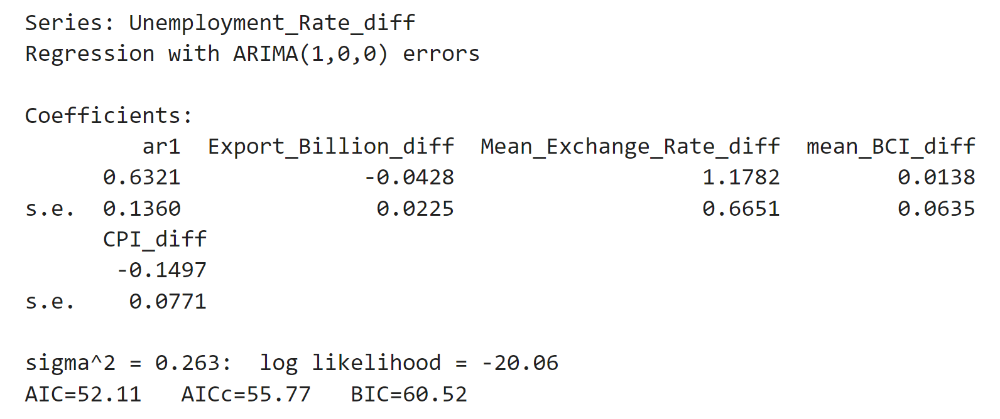 Series: Unemployment_Rate_diff
Regression with ARIMA(1,0,0) errors
Coefficients:
ar1 Export_Billion_diff Mean_Exchange_Rate_diff mean_BCI_diff
0.6321 -0.0428 1.1782 0.0138
s.e. 0.1360 0.0225 0.6651 0.0635
CPI_diff
-0.1497
s.e. 0.0771
sigma^2 = 0.263: log likelihood = -20.06
AIC=52.11 AICc=55.77 BIC=60.52